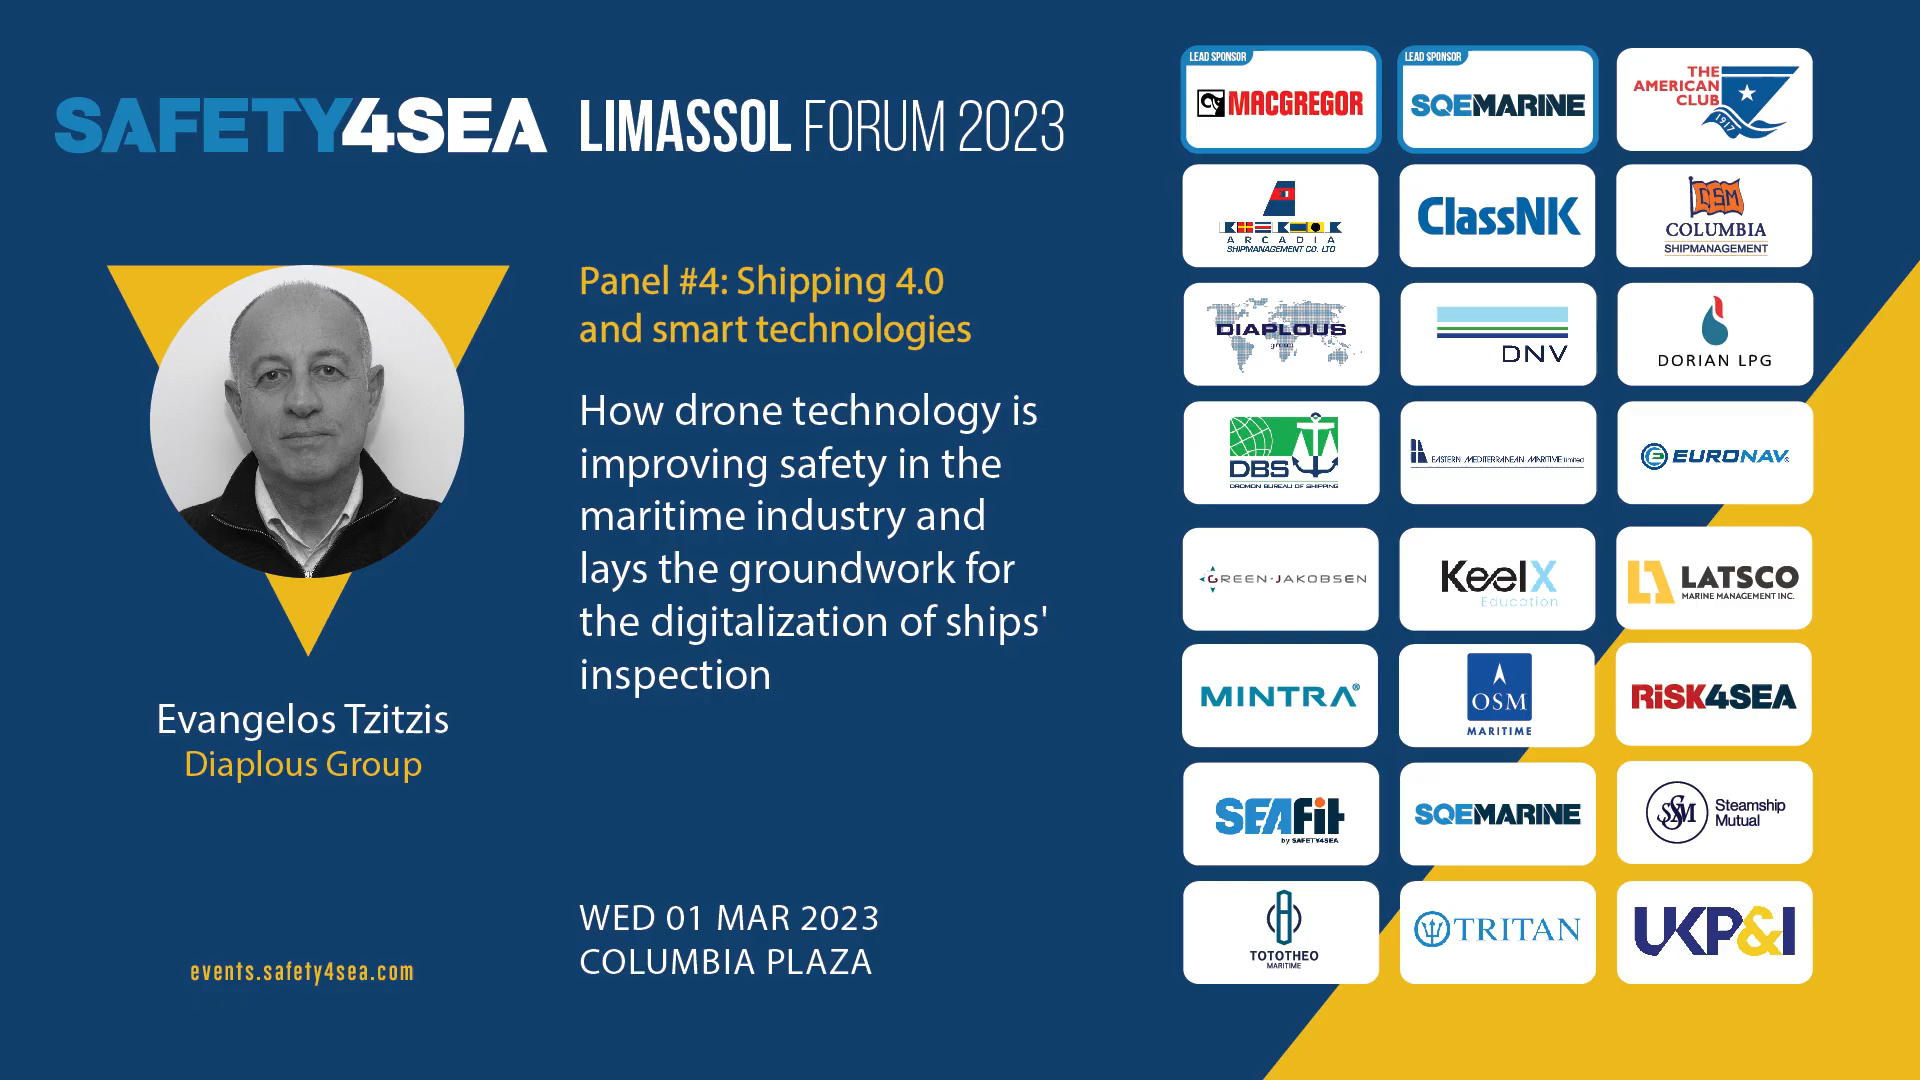 SAFETY4SEA LIMASSOL FORUM 2023
Panel #4: Shipping 4.0
and smart technologies
How drone technology is
improving safety in the
maritime industry and
lays the groundwork for
the digitalization of ships'
inspection
Evangelos Tzitzis
Diaplous Group
WED 01 MAR 2023
COLUMBIA PLAZA
events.safety4sea.com
LEAD SPONSOR
MACGREGOR
LEAD SPONSOR
SQEMARINE
THE
AMERICAN
CLUB
1917
ARCADIA
SHIPMANAGEMENT CO. LTD
ClassNK
CSM
COLUMBIA
SHIPMANAGEMENT
DIAPLOUS
group
DNV
DORIAN LPG
DBS
DROMON BUREAU OF SHIPPING
EASTERN MEDITERRANEAN MARITIME limited
EURONAV
GREEN·JAKOBSEN
KeelX
Education
LATSCO
MARINE MANAGEMENT INC.
MINTRA®
OSM
MARITIME
RiSK4SEA
SEAFit
by SAFETY4SEA
SQEMARINE
SSM
Steamship
Mutual
TOTOTHEO
MARITIME
TRITAN
UKP&I